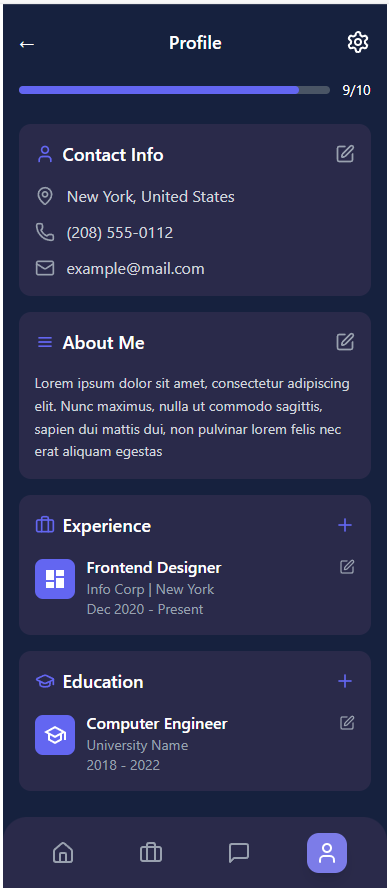 Profile
9/10
Contact Info
New York, United States
(208) 555-0112
example@mail.com
About Me
Lorem ipsum dolor sit amet, consectetur adipiscing
elit. Nunc maximus, nulla ut commodo sagittis,
sapien dui mattis dui, non pulvinar lorem felis nec
erat aliquam egestas
Experience
Frontend Designer
Info Corp | New York
Dec 2020 - Present
Education
Computer Engineer
University Name
2018 - 2022